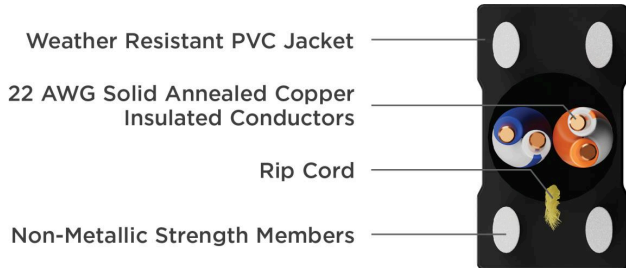 Weather Resistant PVC Jacket
22 AWG Solid Annealed Copper
Insulated Conductors
Rip Cord
Non-Metallic Strength Members